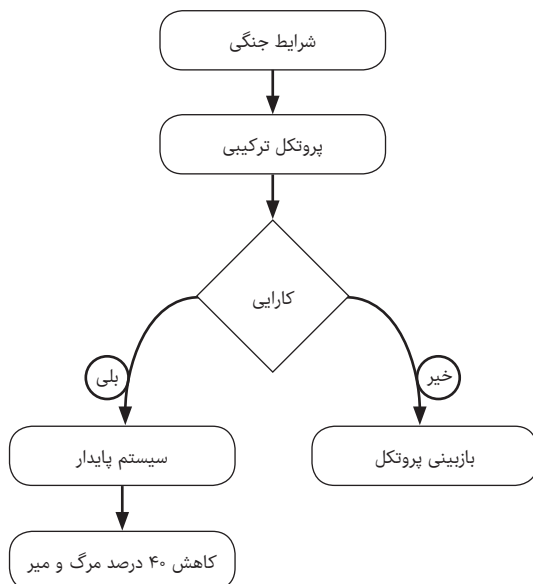 شرایط جنگی
پروتکل ترکیبی
کارایی
خیر
بلی
بازبینی پروتکل
سیستم پایدار
کاهش ۴۰ درصد مرگ و میر